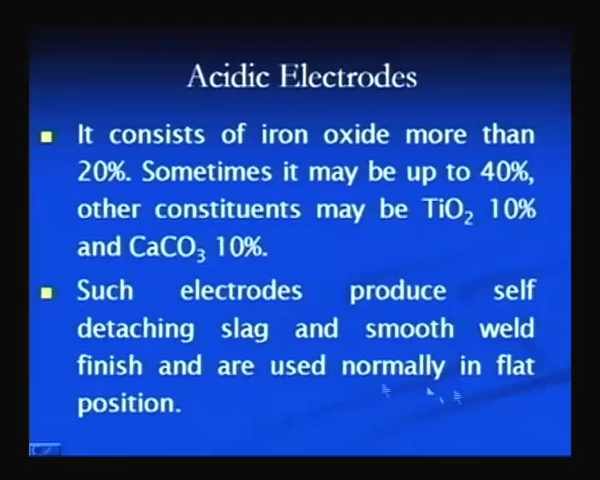 Acidic Electrodes
It consists of iron oxide more than
20%. Sometimes it may be up to 40%,
other constituents may be TiO₂ 10%
and CaCO₃ 10%.
Such electrodes produce self
detaching slag and smooth weld
finish and are used normally in flat
position.